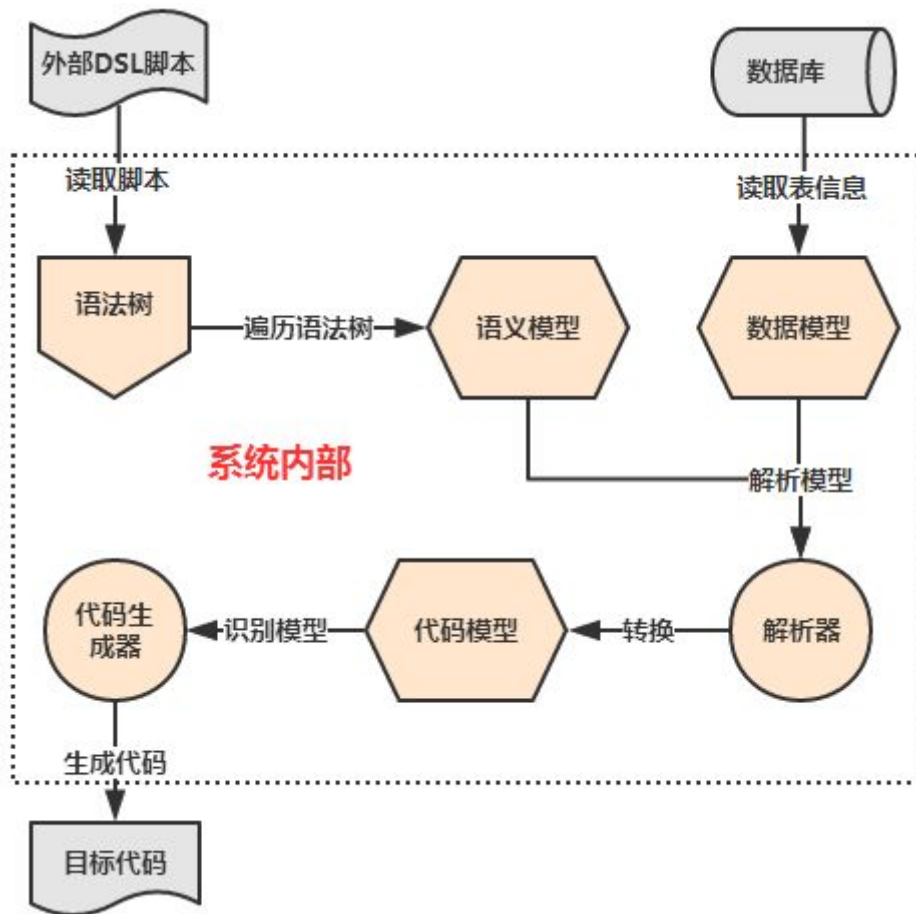 外部DSL脚本
数据库
读取脚本
读取表信息
语法树
遍历语法树
语义模型
数据模型
系统内部
解析模型
代码生
成器
识别模型
代码模型
转换
解析器
生成代码
目标代码